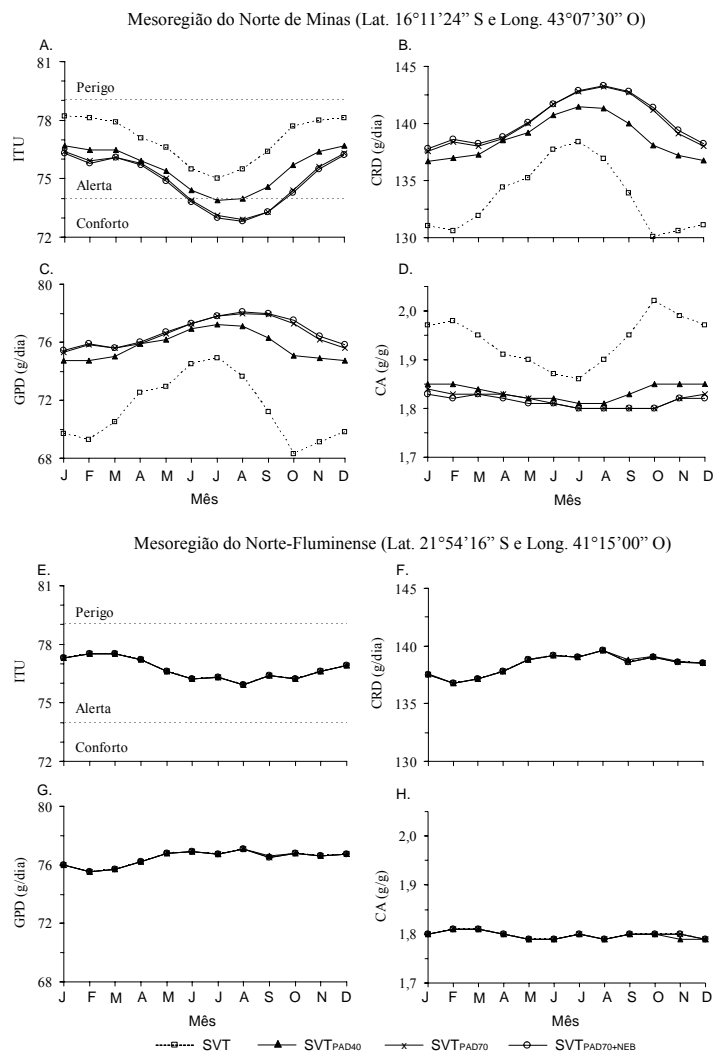 Mesoregião do Norte de Minas (Lat. 16°11’24” S e Long. 43°07’30” O)
A.
81
78
75
72
ITU
Perigo
Alerta
Conforto
B.
145
140
135
130
CRD (g/dia)
C.
80
76
72
68
GPD (g/dia)
J F M A M J J A S O N D
Mês
D.
2,0
1,9
1,8
1,7
CA (g/g)
J F M A M J J A S O N D
Mês
Mesoregião do Norte-Fluminense (Lat. 21°54’16” S e Long. 41°15’00” O)
E.
81
78
75
72
ITU
Perigo
Alerta
Conforto
F.
145
140
135
130
CRD (g/dia)
G.
80
76
72
68
GPD (g/dia)
J F M A M J J A S O N D
Mês
H.
2,0
1,9
1,8
1,7
CA (g/g)
J F M A M J J A S O N D
Mês
SVT SVTPAD40 SVTPAD70 SVTPAD70+NEB